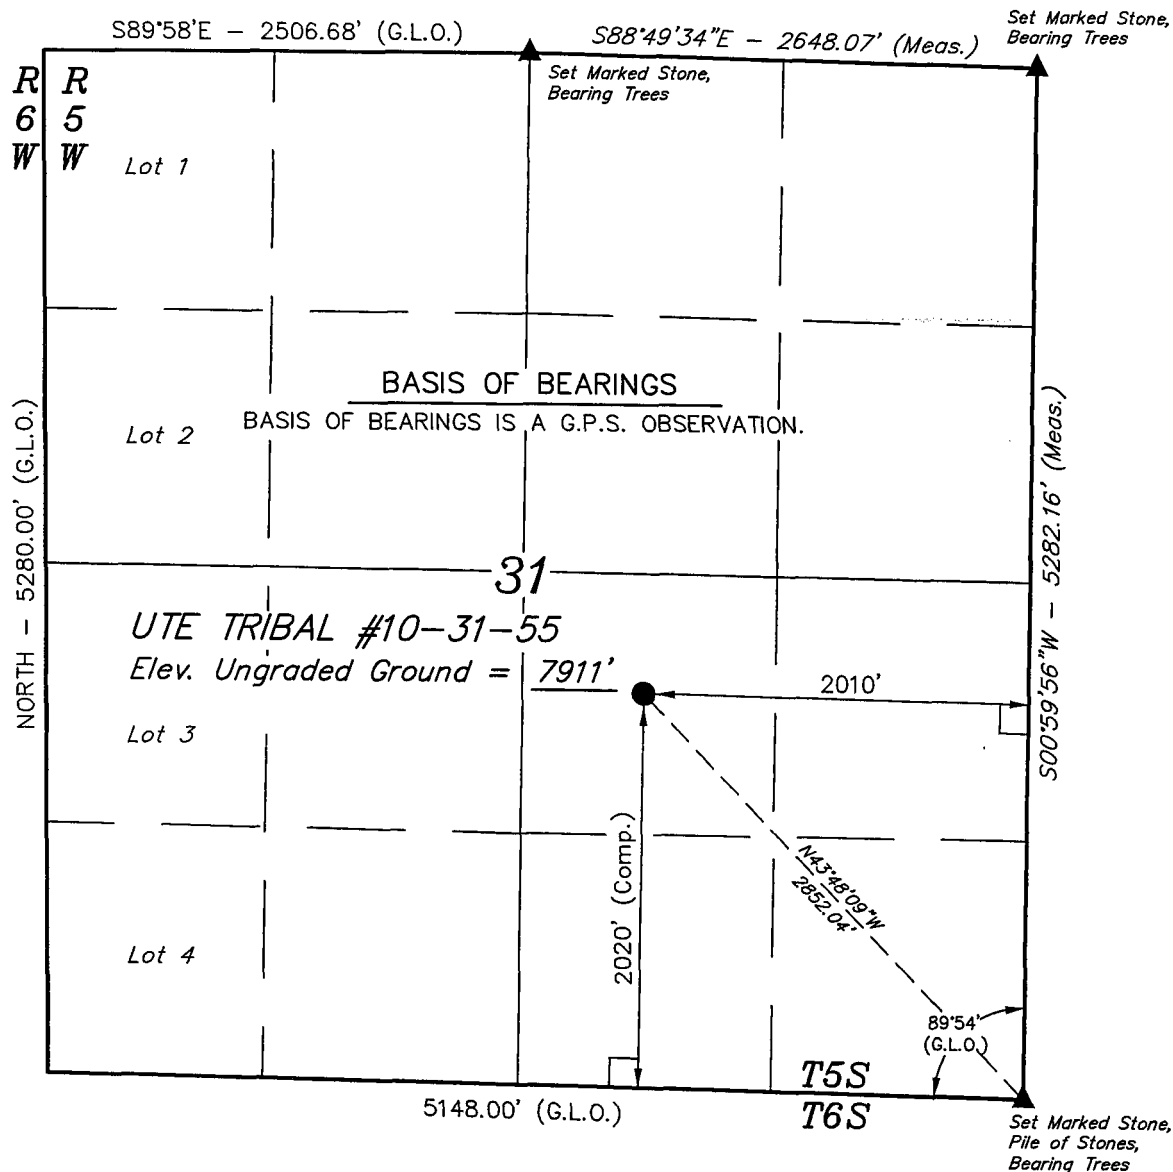 S89°58'E - 2506.68' (G.L.O.)
S88°49'34"E - 2648.07' (Meas.)
Set Marked Stone,
Bearing Trees
Set Marked Stone,
Bearing Trees
R R
6 5
W W
Lot 1
BASIS OF BEARINGS
BASIS OF BEARINGS IS A G.P.S. OBSERVATION.
Lot 2
NORTH - 5280.00' (G.L.O.)
S00°59'56"W - 5282.16' (Meas.)
31
UTE TRIBAL #10-31-55
Elev. Ungraded Ground = 7911'
2010'
Lot 3
2020' (Comp.)
N43°48'09"W
2852.04'
Lot 4
89°54'
(G.L.O.)
T5S
T6S
5148.00' (G.L.O.)
Set Marked Stone,
Pile of Stones,
Bearing Trees